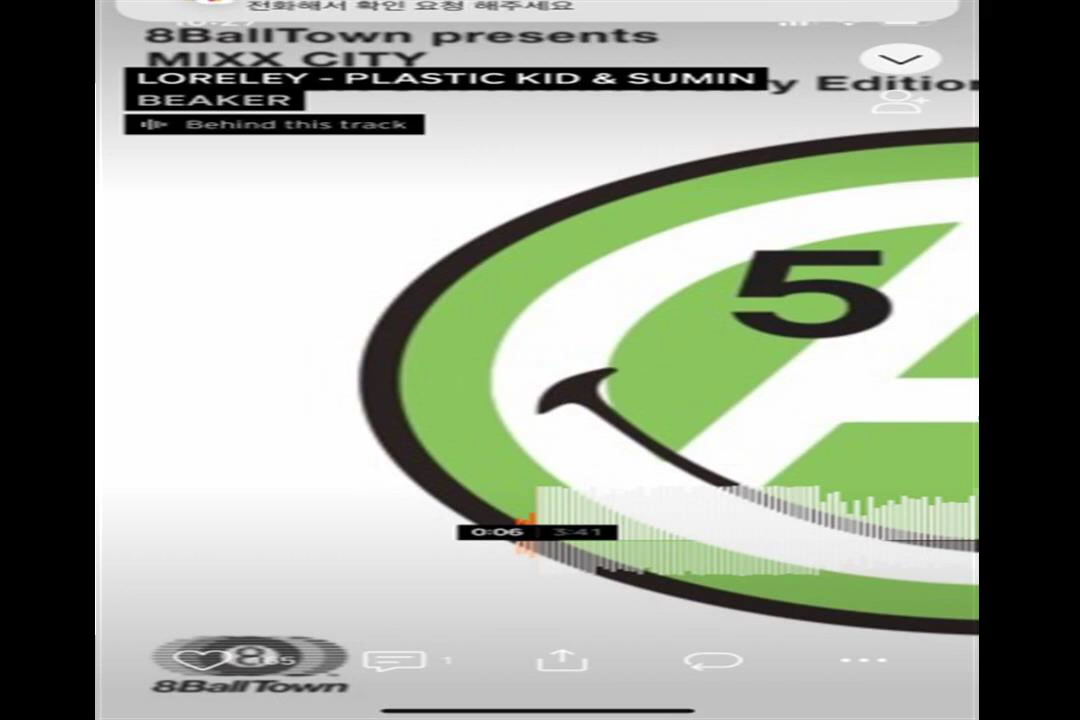 전화해서 확인 요청 해주세요
8BallTown presents
MIXX CITY
LORELEY - PLASTIC KID & SUMIN
y Edition
BEAKER
Behind this track
5
0:06 3:41
1
8BallTown